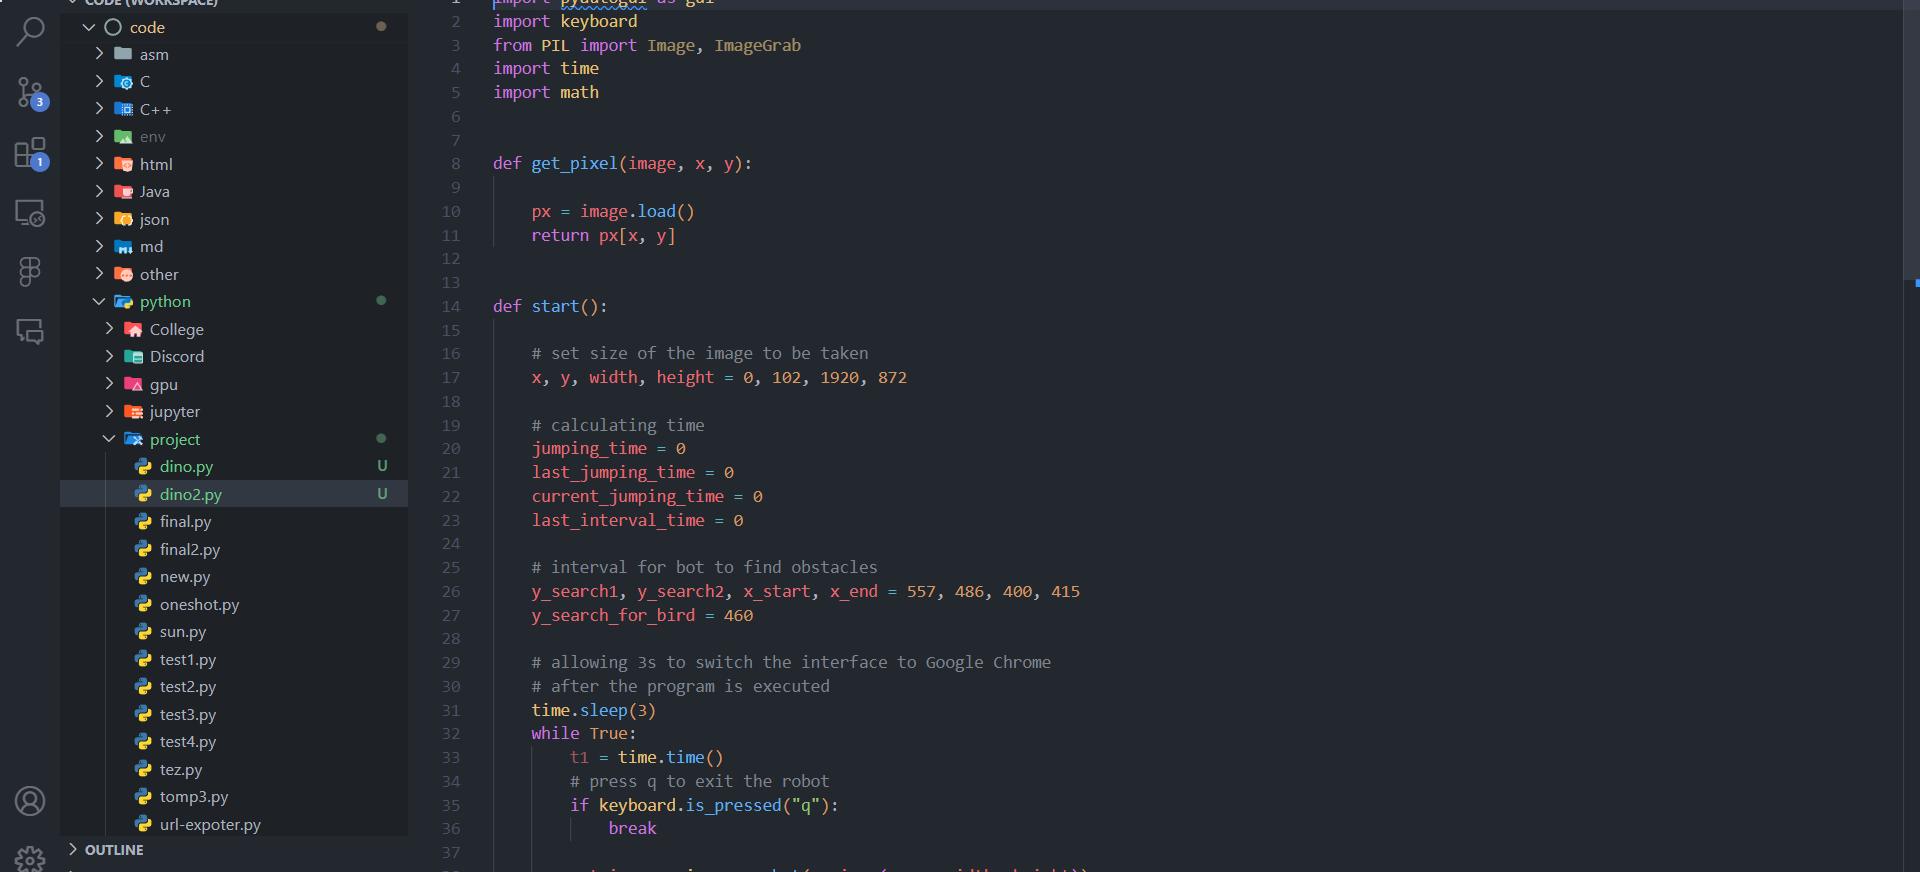 CODE (WORKSPACE)
code
asm
C
C++
env
html
Java
json
md
other
python
College
Discord
gpu
jupyter
project
dino.py U
dino2.py U
final.py
final2.py
new.py
oneshot.py
sun.py
test1.py
test2.py
test3.py
test4.py
tez.py
tomp3.py
url-expoter.py
OUTLINE
3
1
1 import pyautogui as gui
2 import keyboard
3 from PIL import Image, ImageGrab
4 import time
5 import math
6
7
8 def get_pixel(image, x, y):
9
10 px = image.load()
11 return px[x, y]
12
13
14 def start():
15
16 # set size of the image to be taken
17 x, y, width, height = 0, 102, 1920, 872
18
19 # calculating time
20 jumping_time = 0
21 last_jumping_time = 0
22 current_jumping_time = 0
23 last_interval_time = 0
24
25 # interval for bot to find obstacles
26 y_search1, y_search2, x_start, x_end = 557, 486, 400, 415
27 y_search_for_bird = 460
28
29 # allowing 3s to switch the interface to Google Chrome
30 # after the program is executed
31 time.sleep(3)
32 while True:
33 t1 = time.time()
34 # press q to exit the robot
35 if keyboard.is_pressed("q"):
36 break
37